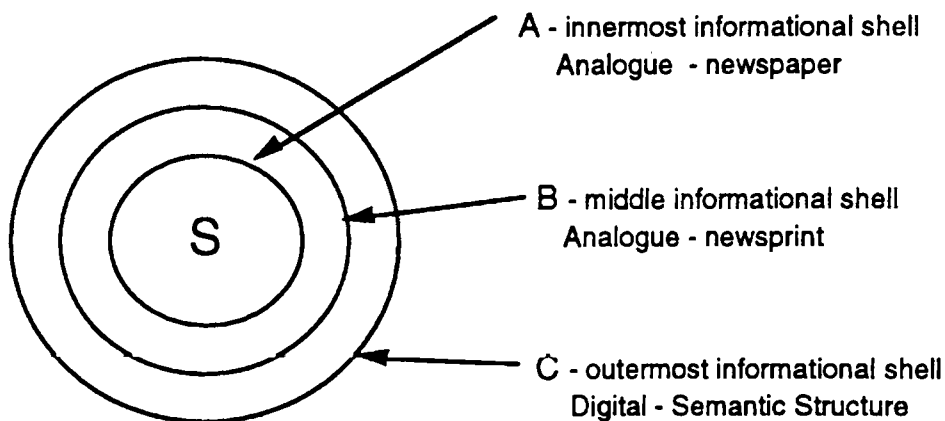 A - innermost informational shell
Analogue - newspaper
S
B - middle informational shell
Analogue - newsprint
C - outermost informational shell
Digital - Semantic Structure